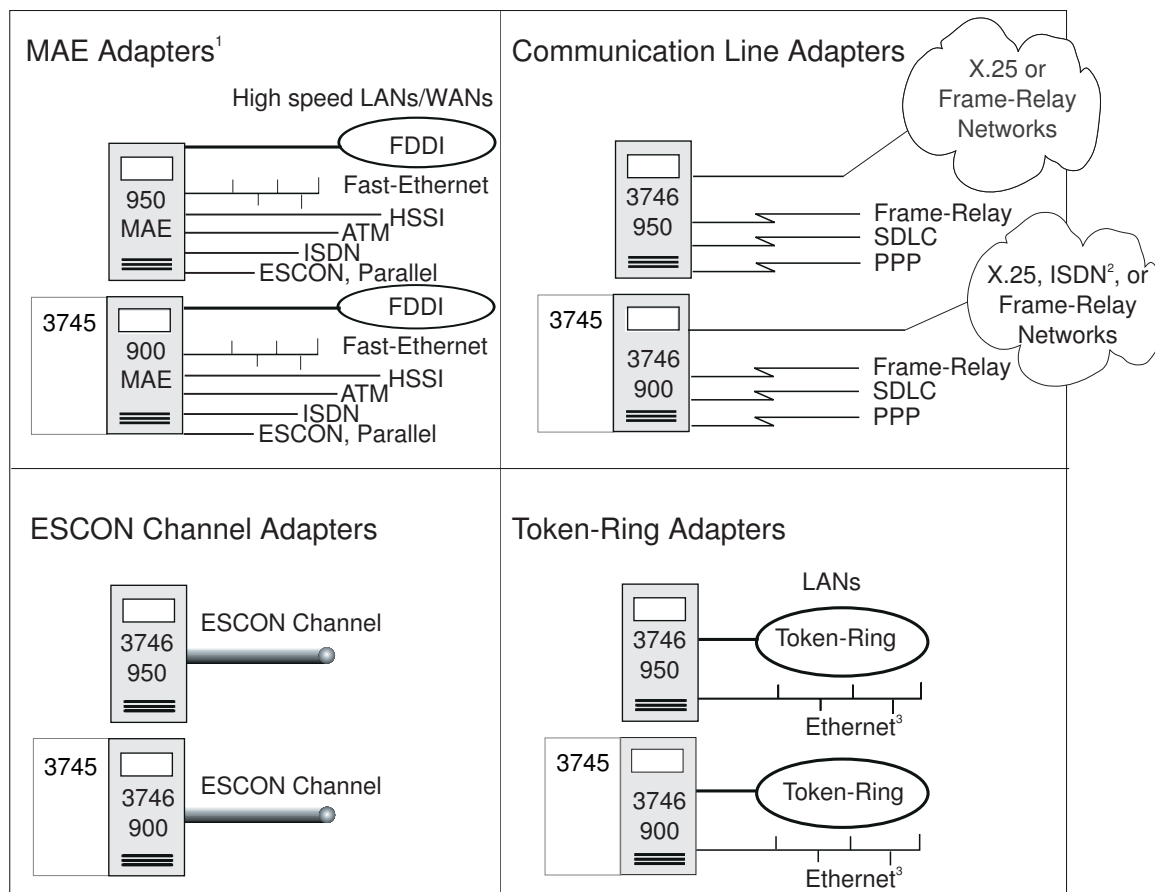 MAE Adapters¹
High speed LANs/WANs
FDDI
Fast-Ethernet
950
MAE
HSSI
ATM
ISDN
ESCON, Parallel
3745
900
MAE
FDDI
Fast-Ethernet
HSSI
ATM
ISDN
ESCON, Parallel
Communication Line Adapters
X.25 or
Frame-Relay
Networks
3746
950
Frame-Relay
SDLC
PPP
X.25, ISDN², or
Frame-Relay
Networks
3745
3746
900
Frame-Relay
SDLC
PPP
ESCON Channel Adapters
3746
950
ESCON Channel
3745
3746
900
ESCON Channel
Token-Ring Adapters
LANs
3746
950
Token-Ring
Ethernet³
3745
3746
900
Token-Ring
Ethernet³